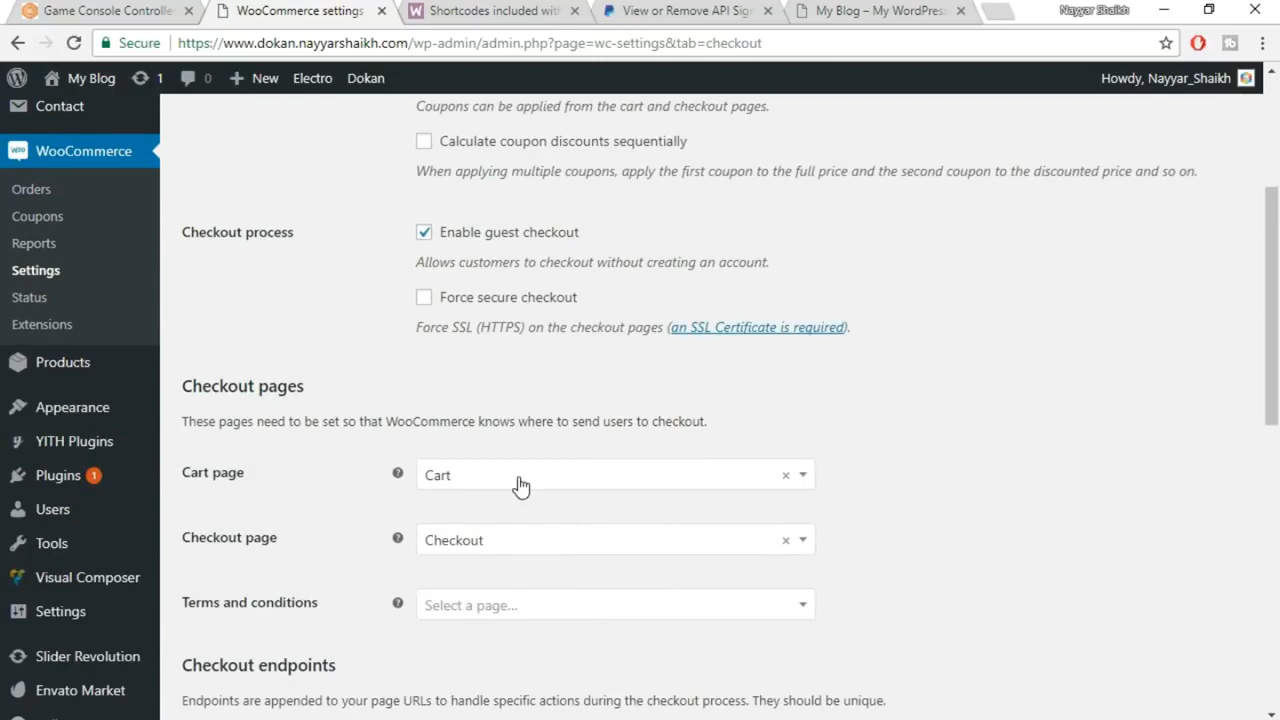 Game Console Controlle
WooCommerce settings
Shortcodes included with
View or Remove API Sig
My Blog – My WordPress
Nayyar Shaikh
Secure
https://www.dokan.nayyarshaikh.com/wp-admin/admin.php?page=wc-settings&tab=checkout
My Blog 1 0 New Electro Dokan
Howdy, Nayyar_Shaikh
Contact
WooCommerce
Orders
Coupons
Reports
Settings
Status
Extensions
Products
Appearance
YITH Plugins
Plugins 1
Users
Tools
Visual Composer
Settings
Slider Revolution
Envato Market
Coupons can be applied from the cart and checkout pages.
Calculate coupon discounts sequentially
When applying multiple coupons, apply the first coupon to the full price and the second coupon to the discounted price and so on.
Checkout process
Enable guest checkout
Allows customers to checkout without creating an account.
Force secure checkout
Force SSL (HTTPS) on the checkout pages (an SSL Certificate is required).
Checkout pages
These pages need to be set so that WooCommerce knows where to send users to checkout.
Cart page
Cart
Checkout page
Checkout
Terms and conditions
Select a page...
Checkout endpoints
Endpoints are appended to your page URLs to handle specific actions during the checkout process. They should be unique.